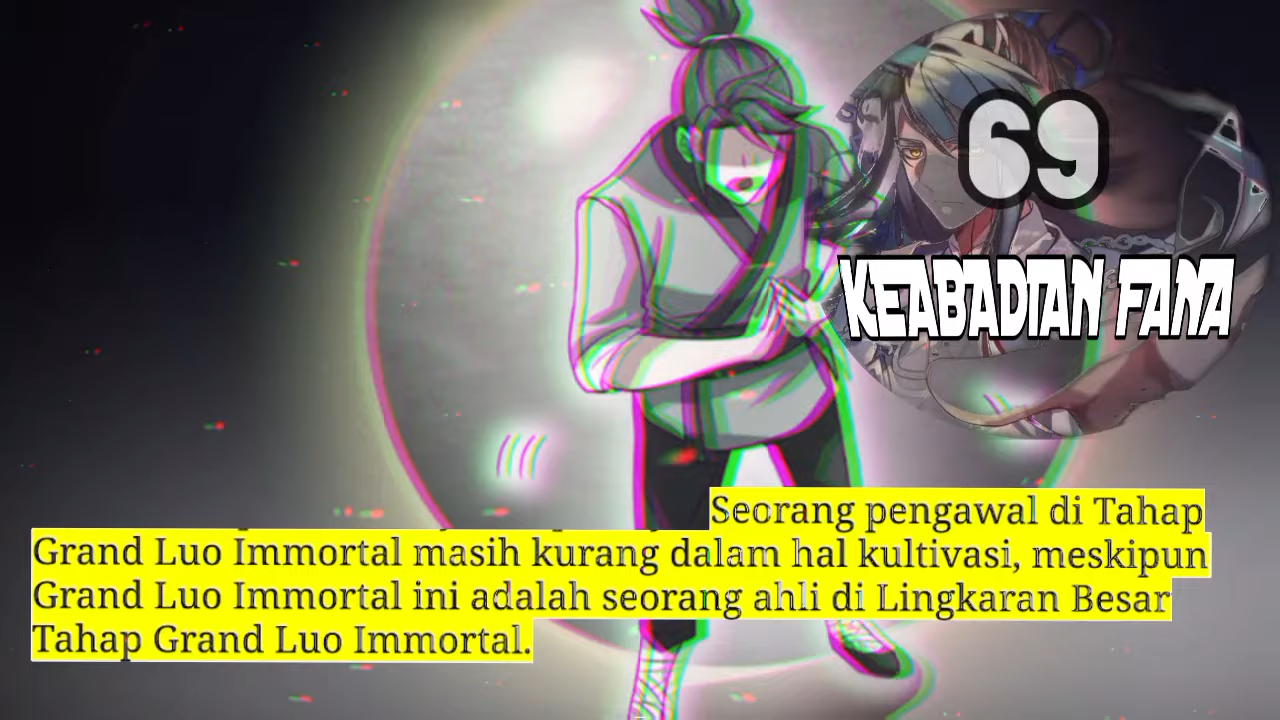 69
KEABADIAN FANA
Seorang pengawal di Tahap
Grand Luo Immortal masih kurang dalam hal kultivasi, meskipun
Grand Luo Immortal ini adalah seorang ahli di Lingkaran Besar
Tahap Grand Luo Immortal.